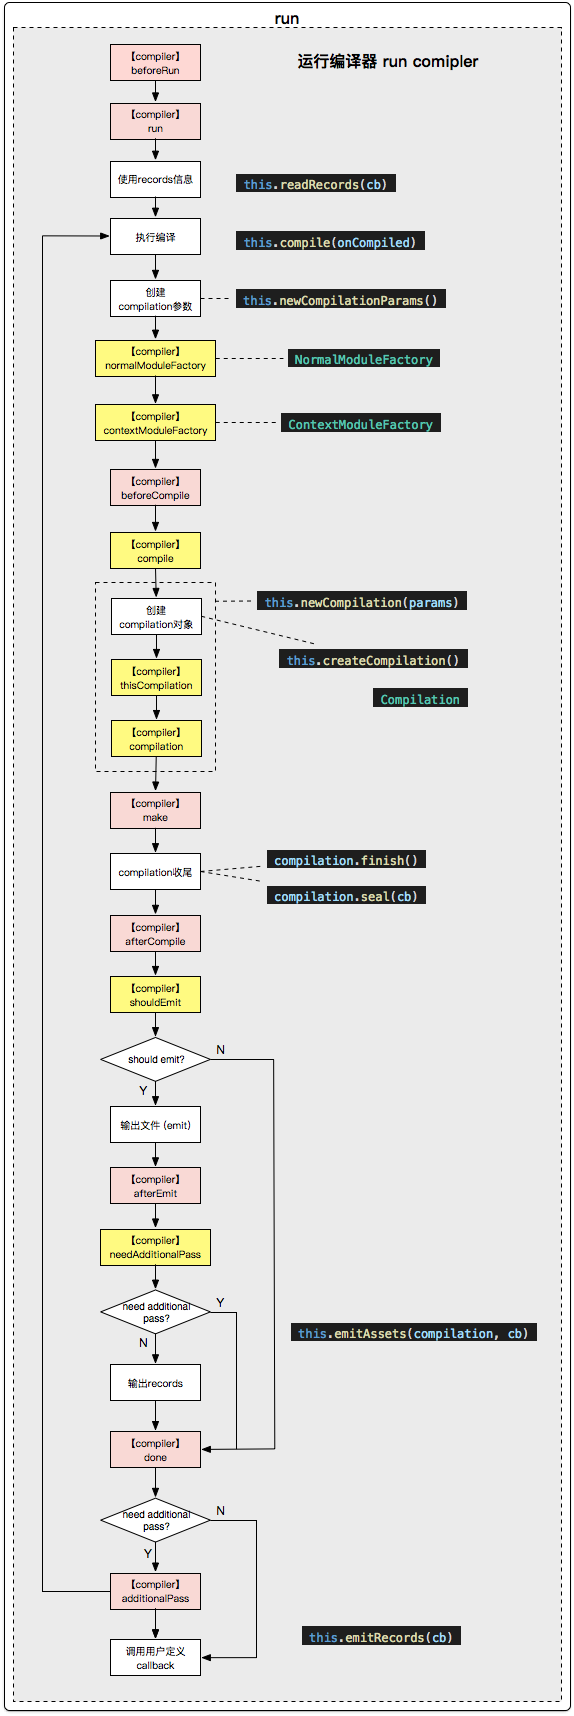 run
运行编译器 run comipler
【compiler】
beforeRun
【compiler】
run
使用records信息
this.readRecords(cb)
执行编译
this.compile(onCompiled)
创建
compilation参数
this.newCompilationParams()
【compiler】
normalModuleFactory
NormalModuleFactory
【compiler】
contextModuleFactory
ContextModuleFactory
【compiler】
beforeCompile
【compiler】
compile
this.newCompilation(params)
创建
compilation对象
this.createCompilation()
【compiler】
thisCompilation
Compilation
【compiler】
compilation
【compiler】
make
compilation收尾
compilation.finish()
compilation.seal(cb)
【compiler】
afterCompile
【compiler】
shouldEmit
should emit?
N
Y
输出文件 (emit)
【compiler】
afterEmit
【compiler】
needAdditionalPass
need additional
pass?
Y
N
this.emitAssets(compilation, cb)
输出records
【compiler】
done
need additional
pass?
N
Y
【compiler】
additionalPass
this.emitRecords(cb)
调用用户定义
callback